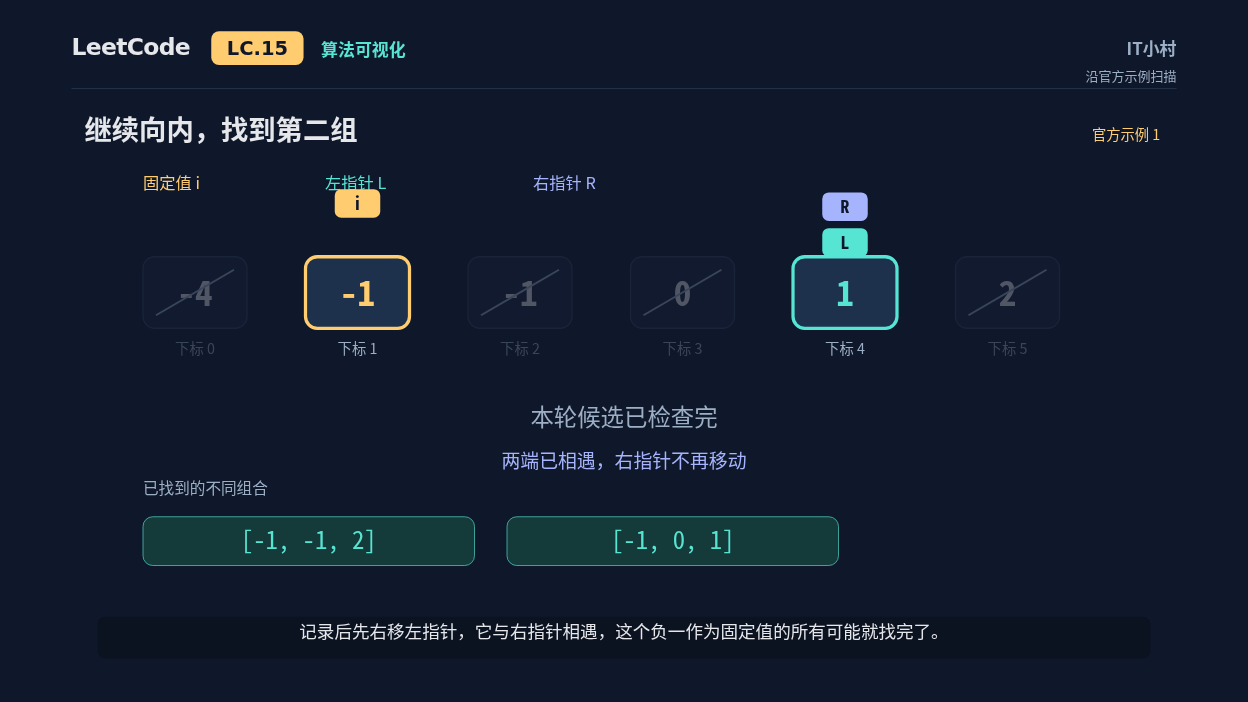 LeetCode LC.15 算法可视化 IT小村
沿官方示例扫描
继续向内，找到第二组 官方示例 1
固定值 i 左指针 L 右指针 R
i R
L
-4 -1 -1 0 1 2
下标 0 下标 1 下标 2 下标 3 下标 4 下标 5
本轮候选已检查完
两端已相遇，右指针不再移动
已找到的不同组合
[-1, -1, 2] [-1, 0, 1]
记录后先右移左指针，它与右指针相遇，这个负一作为固定值的所有可能就找完了。